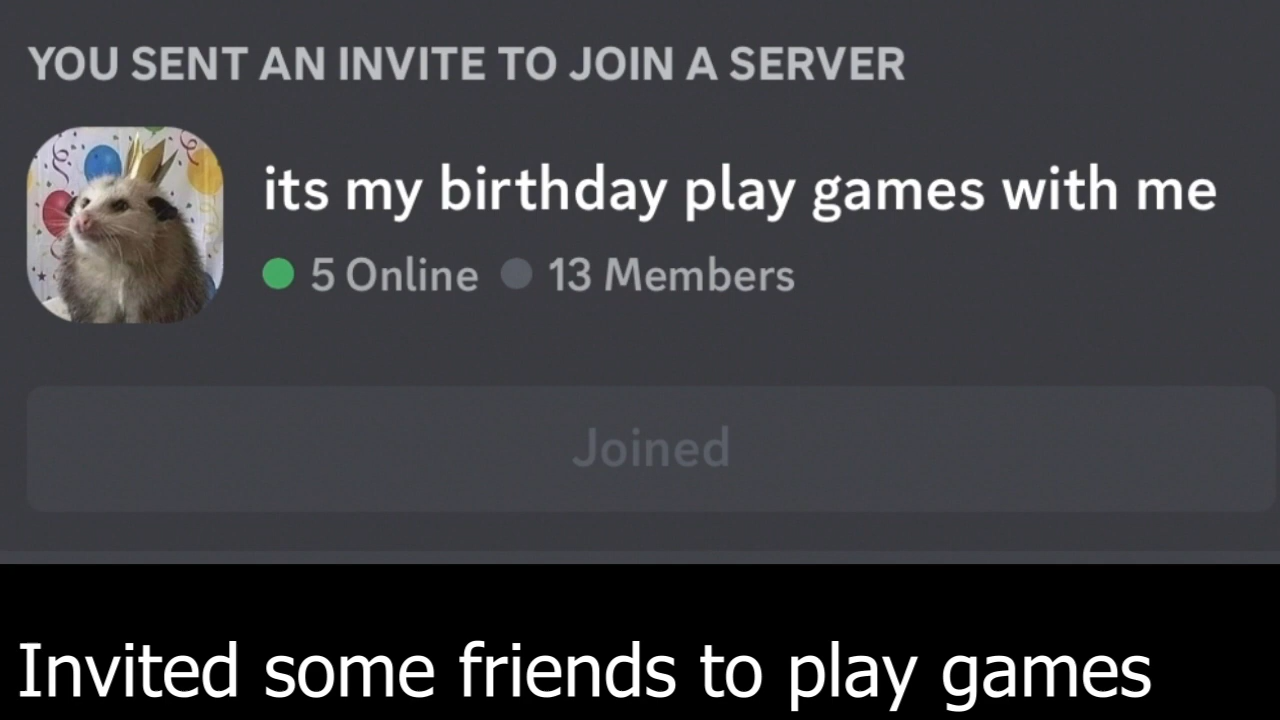 YOU SENT AN INVITE TO JOIN A SERVER
its my birthday play games with me
5 Online 13 Members
Joined
Invited some friends to play games